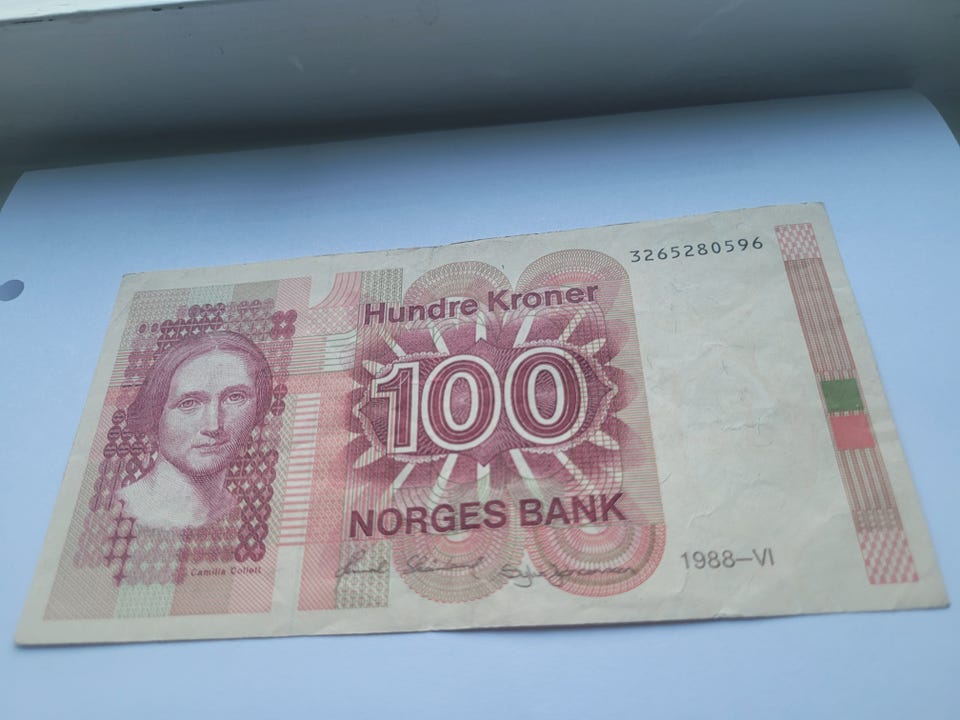 3265280596
Hundre Kroner
100
NORGES BANK
Camilla Collett
1988–VI